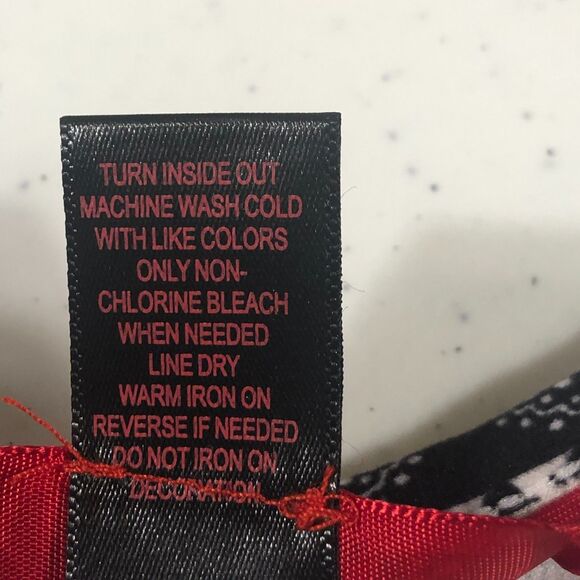 TURN INSIDE OUT
MACHINE WASH COLD
WITH LIKE COLORS
ONLY NON-
CHLORINE BLEACH
WHEN NEEDED
LINE DRY
WARM IRON ON
REVERSE IF NEEDED
DO NOT IRON ON
DECORATION